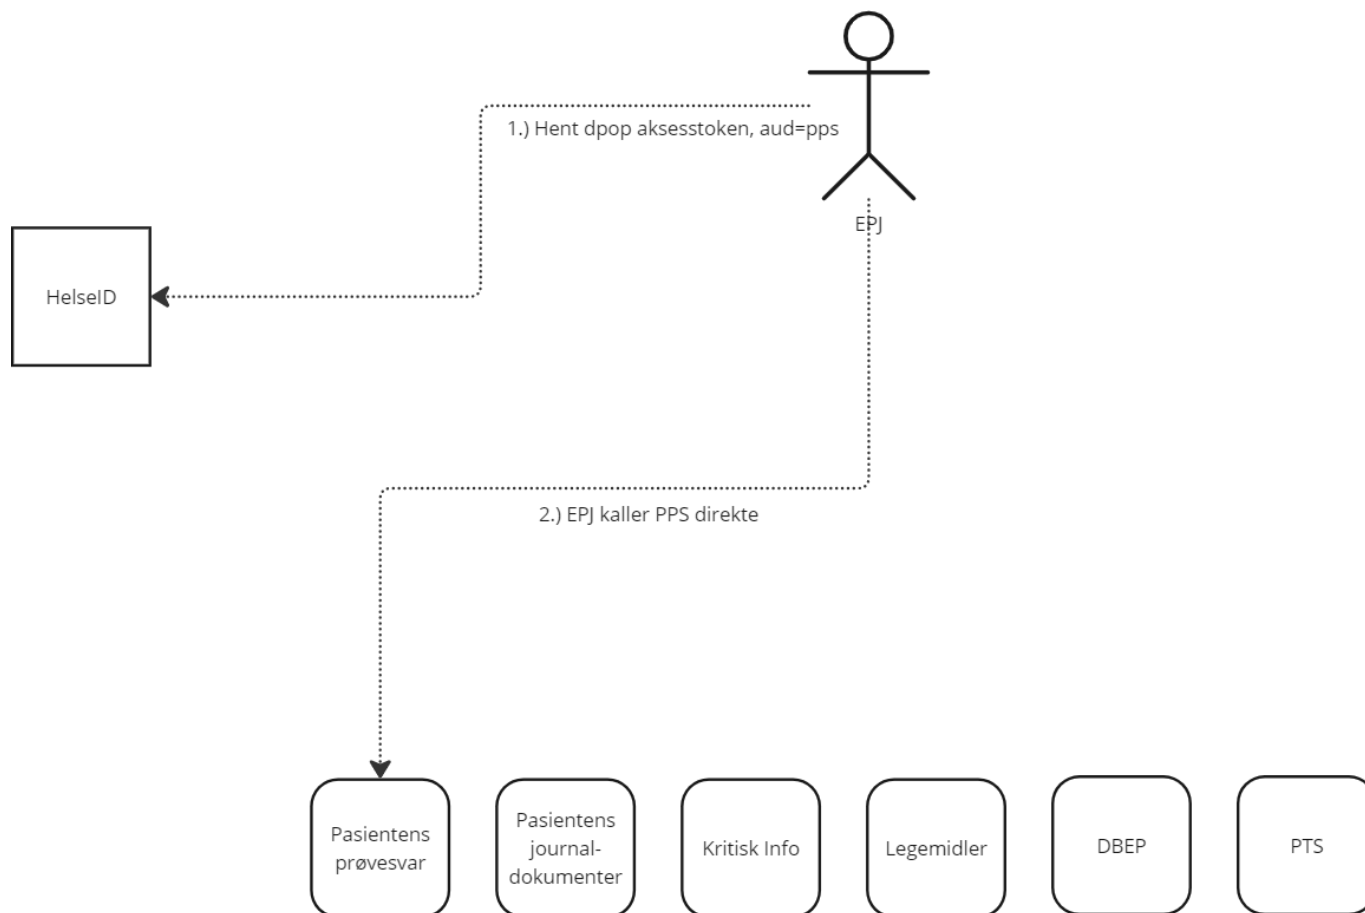 1.) Hent dpop aksesstoken, aud=pps
EPJ
HelseID
2.) EPJ kaller PPS direkte
Pasientens
prøvesvar
Pasientens
journal-
dokumenter
Kritisk Info
Legemidler
DBEP
PTS